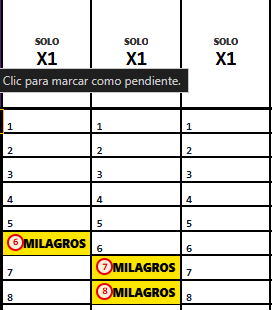 SOLO SOLO SOLO
X1 X1 X1
Clic para marcar como pendiente.
1 1 1
2 2 2
3 3 3
4 4 4
5 5 5
6 MILAGROS 6 6
7 7 MILAGROS 7
8 8 MILAGROS 8